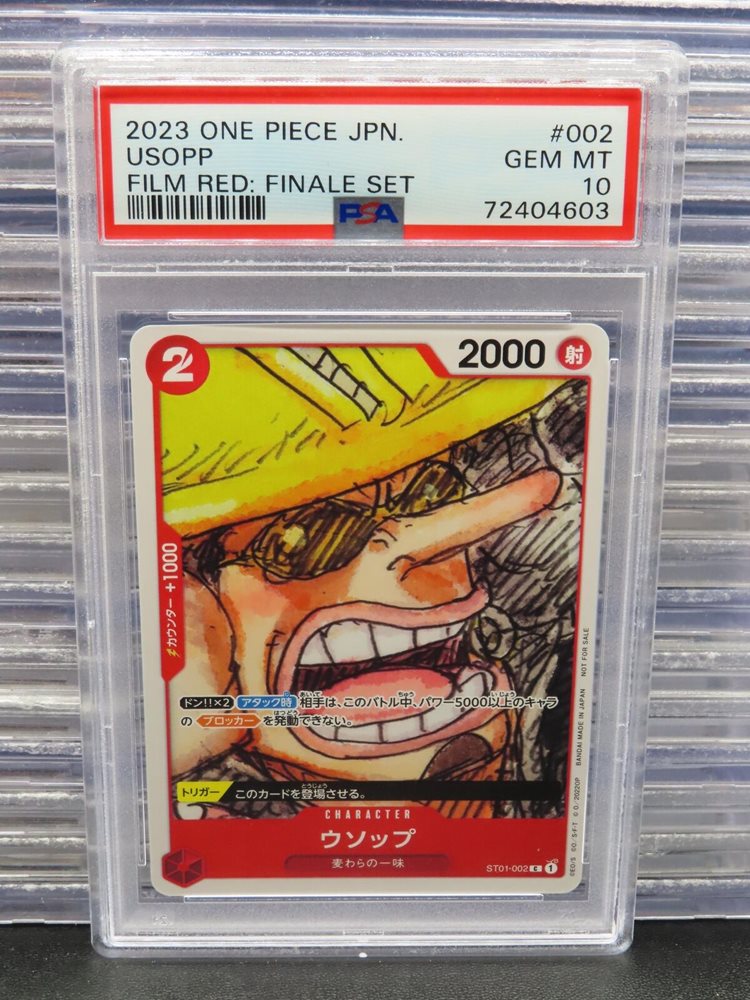 2023 ONE PIECE JPN. #002
USOPP GEM MT
FILM RED: FINALE SET 10
PSA 72404603
2 2000 射
カウンター +1000
ドン!!×2 アタック時 相手は、このバトル中、パワー5000以上のキャラ
の ブロッカー を発動できない。
トリガー このカードを登場させる。
CHARACTER
ウソップ
麦わらの一味
ST01-002 C 1
BANDAI MADE IN JAPAN NOT FOR SALE